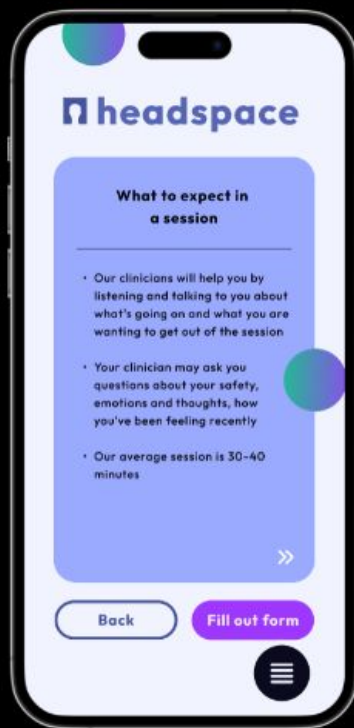 headspace
What to expect in
a session
• Our clinicians will help you by
listening and talking to you about
what's going on and what you are
wanting to get out of the session
• Your clinician may ask you
questions about your safety,
emotions and thoughts, how
you've been feeling recently
• Our average session is 30-40
minutes
»
Back
Fill out form